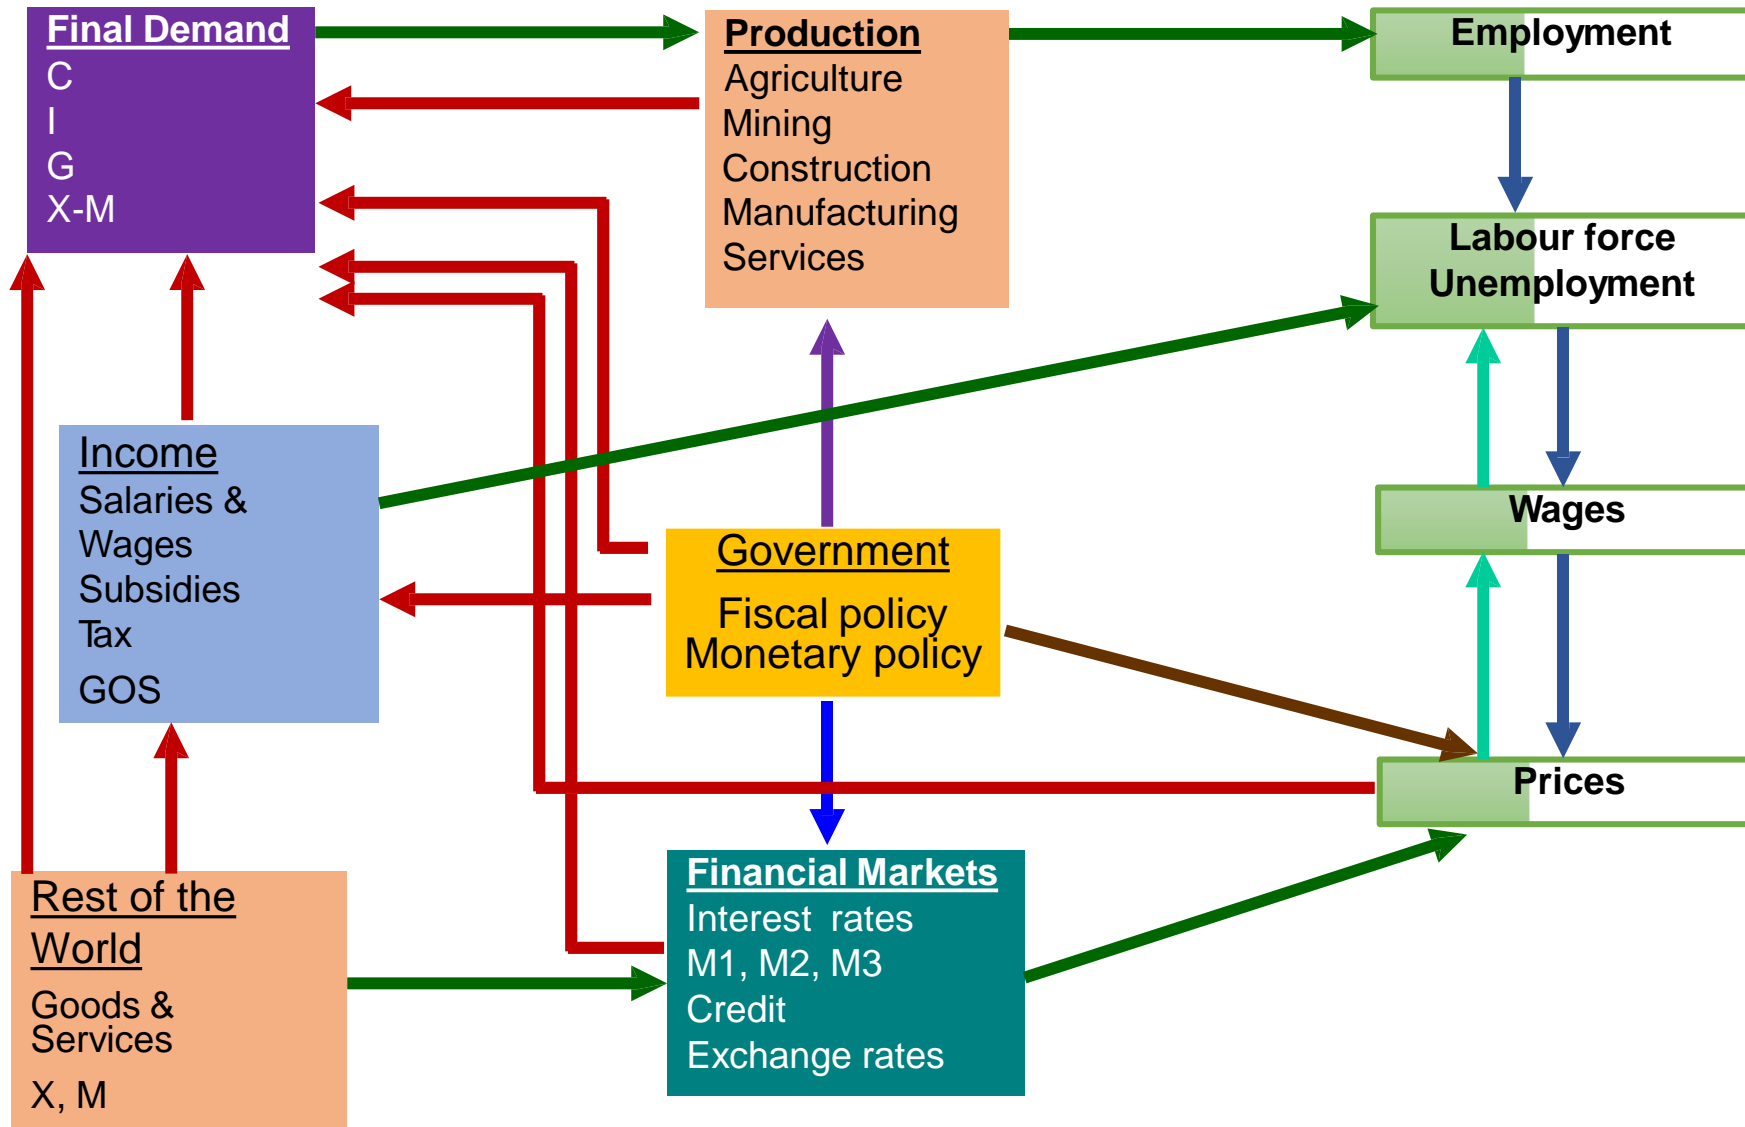 Final Demand
C
I
G
X-M
Production
Agriculture
Mining
Construction
Manufacturing
Services
Employment
Labour force
Unemployment
Income
Salaries &
Wages
Subsidies
Tax
GOS
Government
Fiscal policy
Monetary policy
Wages
Prices
Rest of the
World
Goods &
Services
X, M
Financial Markets
Interest rates
M1, M2, M3
Credit
Exchange rates